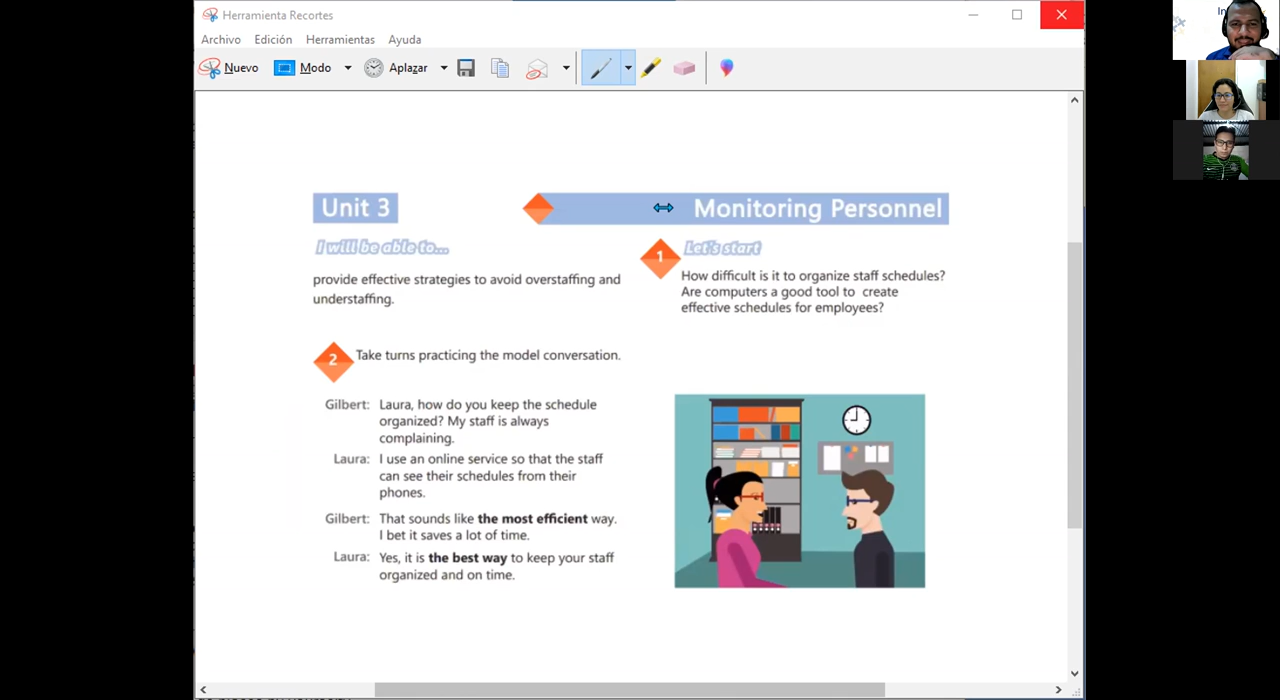 Herramienta Recortes
Archivo Edición Herramientas Ayuda
Nuevo Modo Aplazar
Unit 3
Monitoring Personnel
I will be able to...
provide effective strategies to avoid overstaffing and
understaffing.
1
Let's start
How difficult is it to organize staff schedules?
Are computers a good tool to create
effective schedules for employees?
2
Take turns practicing the model conversation.
Gilbert: Laura, how do you keep the schedule
organized? My staff is always
complaining.
Laura: I use an online service so that the staff
can see their schedules from their
phones.
Gilbert: That sounds like the most efficient way.
I bet it saves a lot of time.
Laura: Yes, it is the best way to keep your staff
organized and on time.